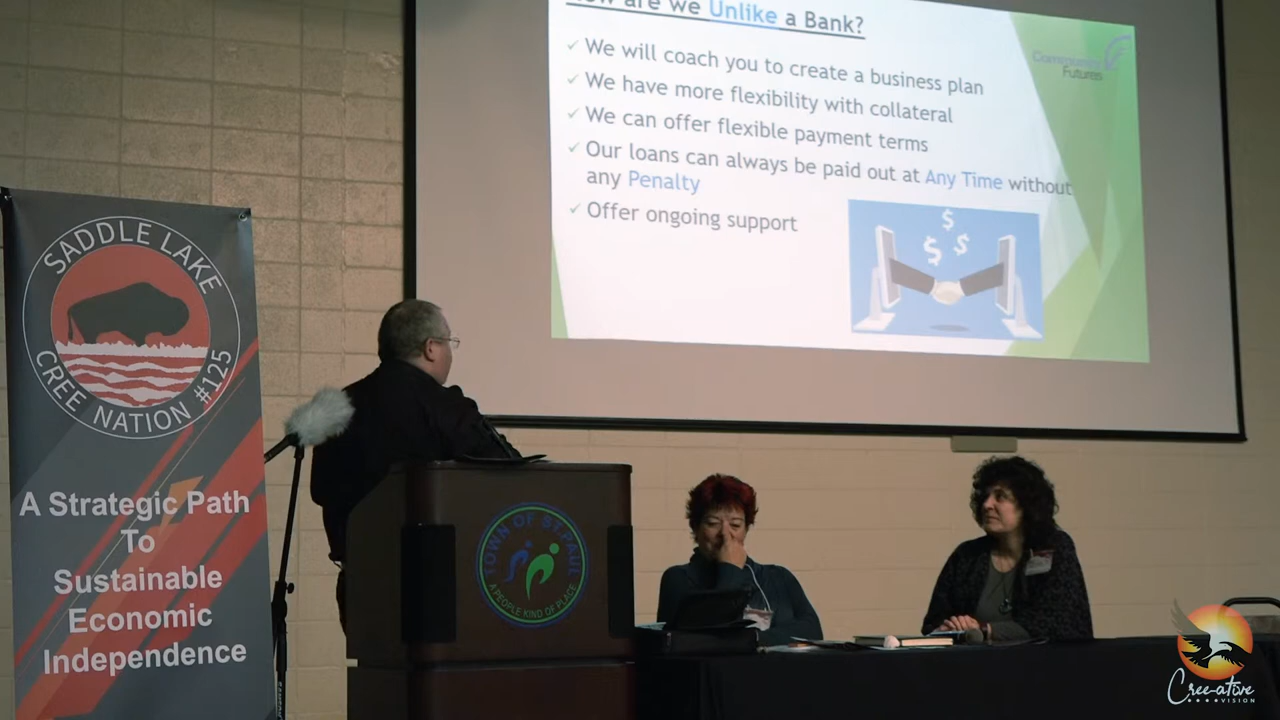 How are we Unlike a Bank?
✓ We will coach you to create a business plan
✓ We have more flexibility with collateral
✓ We can offer flexible payment terms
✓ Our loans can always be paid out at Any Time without
any Penalty
✓ Offer ongoing support
Community
Futures
$
$ $
SADDLE LAKE
CREE NATION #125
A Strategic Path
To
Sustainable
Economic
Independence
TOWN OF ST. PAUL
A PEOPLE KIND OF PLACE
Cree-ative
VISION